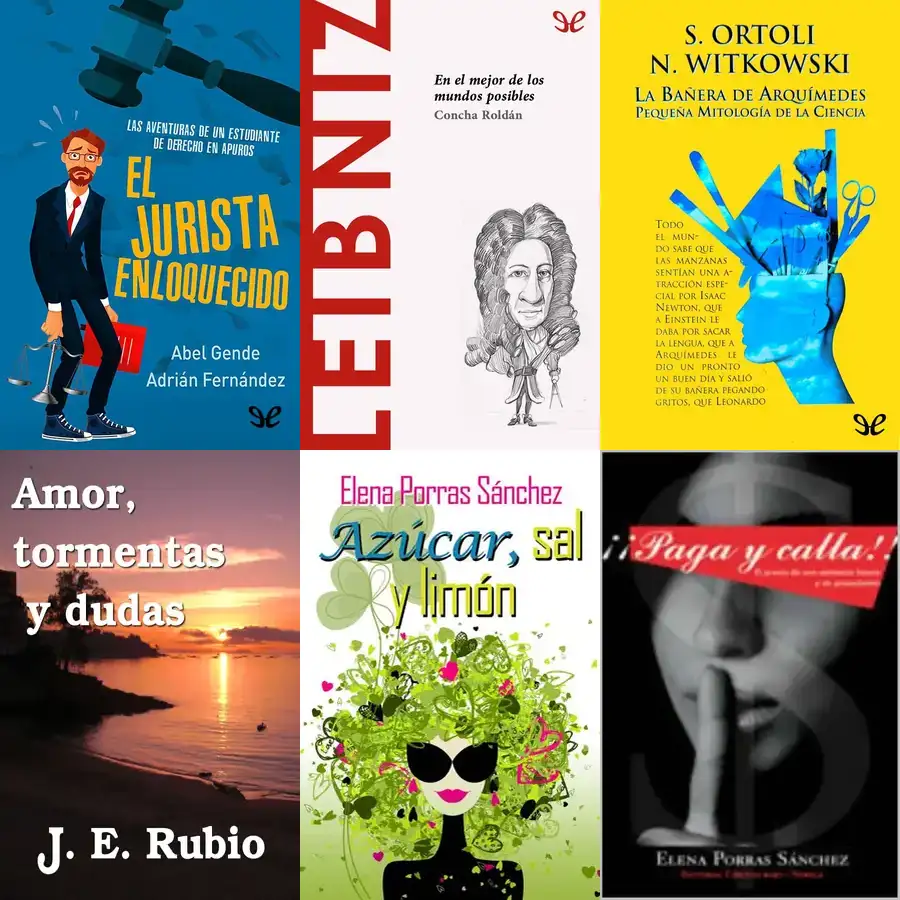 LAS AVENTURAS DE UN ESTUDIANTE
DE DERECHO EN APUROS
EL
JURISTA
ENLOQUECIDO
Abel Gende
Adrián Fernández
LEIBNIZ
En el mejor de los
mundos posibles
Concha Roldán
S. ORTOLI
N. WITKOWSKI
LA BAÑERA DE ARQUÍMEDES
PEQUEÑA MITOLOGÍA DE LA CIENCIA
TODO
EL MUN-
DO SABE QUE
LAS MANZANAS
SENTÍAN UNA A-
TRACCIÓN ESPE-
CIAL POR ISAAC
NEWTON, QUE
A EINSTEIN LE
DABA POR SACAR
LA LENGUA, QUE A
ARQUÍMEDES LE
DIO UN PRONTO
UN BUEN DÍA Y SALIÓ
DE SU BAÑERA PEGANDO
GRITOS, QUE LEONARDO
Amor,
tormentas
y dudas
J. E. Rubio
Elena Porras Sánchez
Azúcar, sal
y limón
¡¡Paga y calla!!
ELENA PORRAS SÁNCHEZ